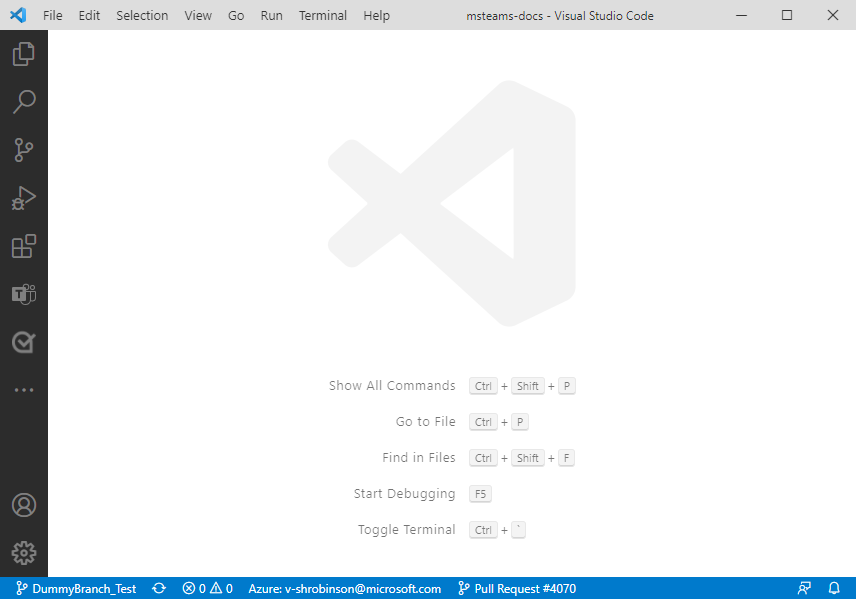 File Edit Selection View Go Run Terminal Help msteams-docs - Visual Studio Code
Show All Commands Ctrl + Shift + P
Go to File Ctrl + P
Find in Files Ctrl + Shift + F
Start Debugging F5
Toggle Terminal Ctrl + `
DummyBranch_Test 0 0 Azure: v-shrobinson@microsoft.com Pull Request #4070